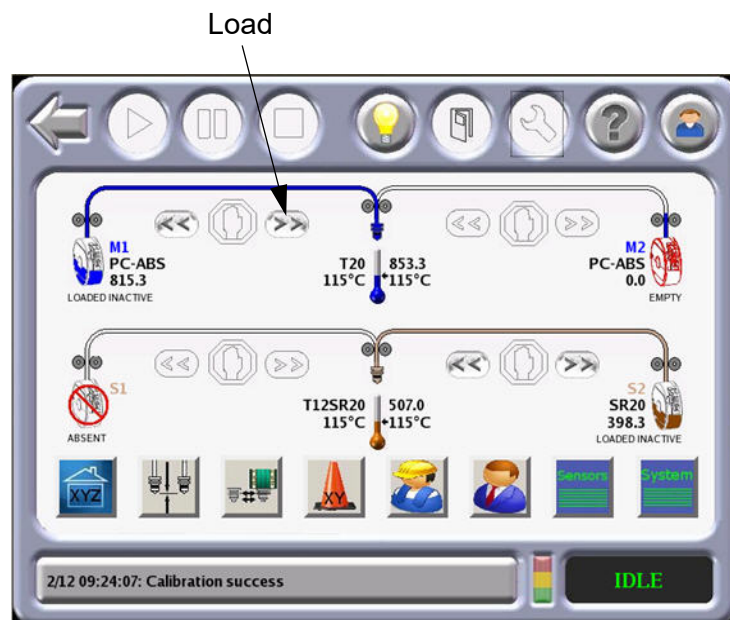 Load
<< >> << >>
M1
PC-ABS
815.3
LOADED INACTIVE
T20 853.3
115°C 115°C
M2
PC-ABS
0.0
EMPTY
<< >> << >>
S1
ABSENT
T12SR20 507.0
115°C 115°C
S2
SR20
398.3
LOADED INACTIVE
XYZ
XY
Sensors
System
2/12 09:24:07: Calibration success
IDLE